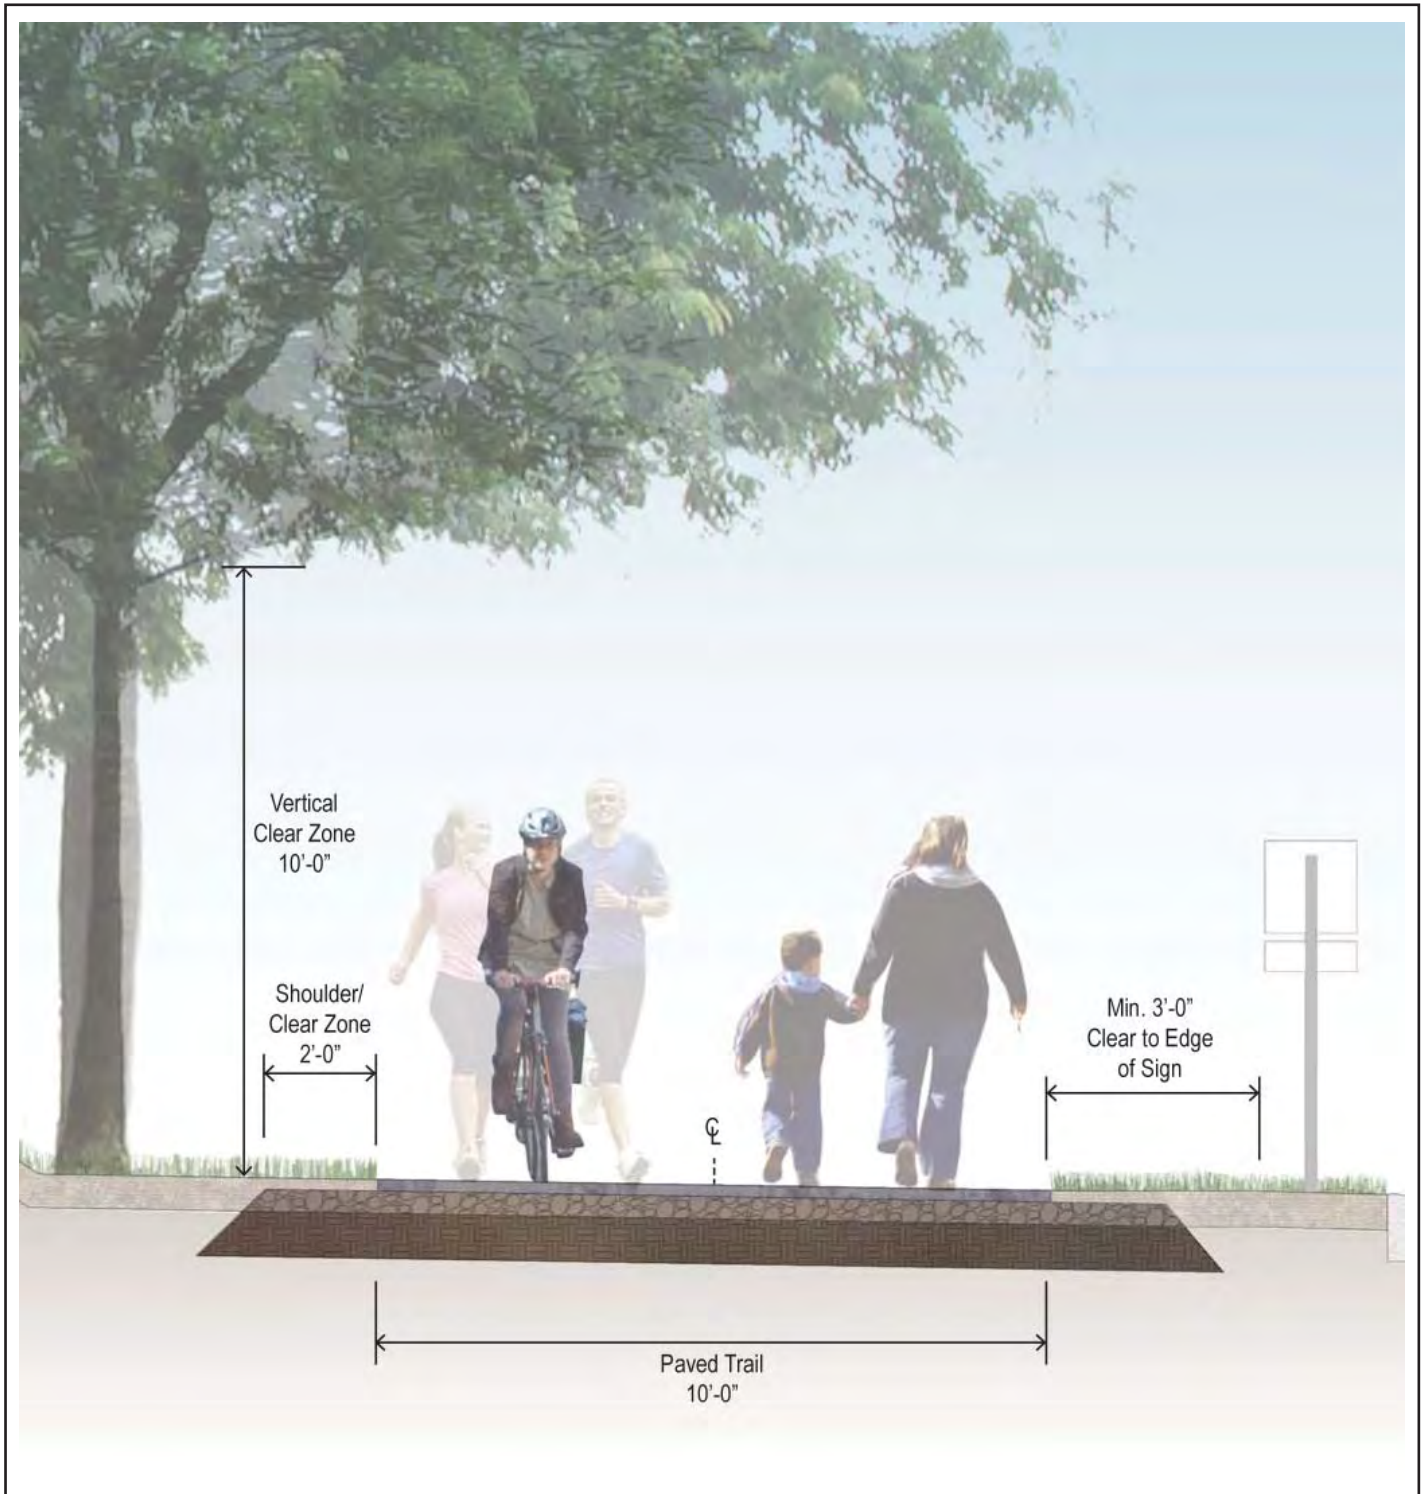 Vertical
Clear Zone
10’-0”
Shoulder/
Clear Zone
2’-0”
Min. 3’-0”
Clear to Edge
of Sign
℄
Paved Trail
10’-0”